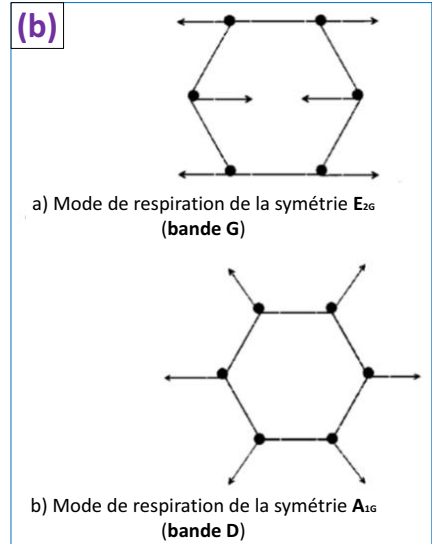 (b)
a) Mode de respiration de la symétrie E2G
(bande G)
b) Mode de respiration de la symétrie A1G
(bande D)